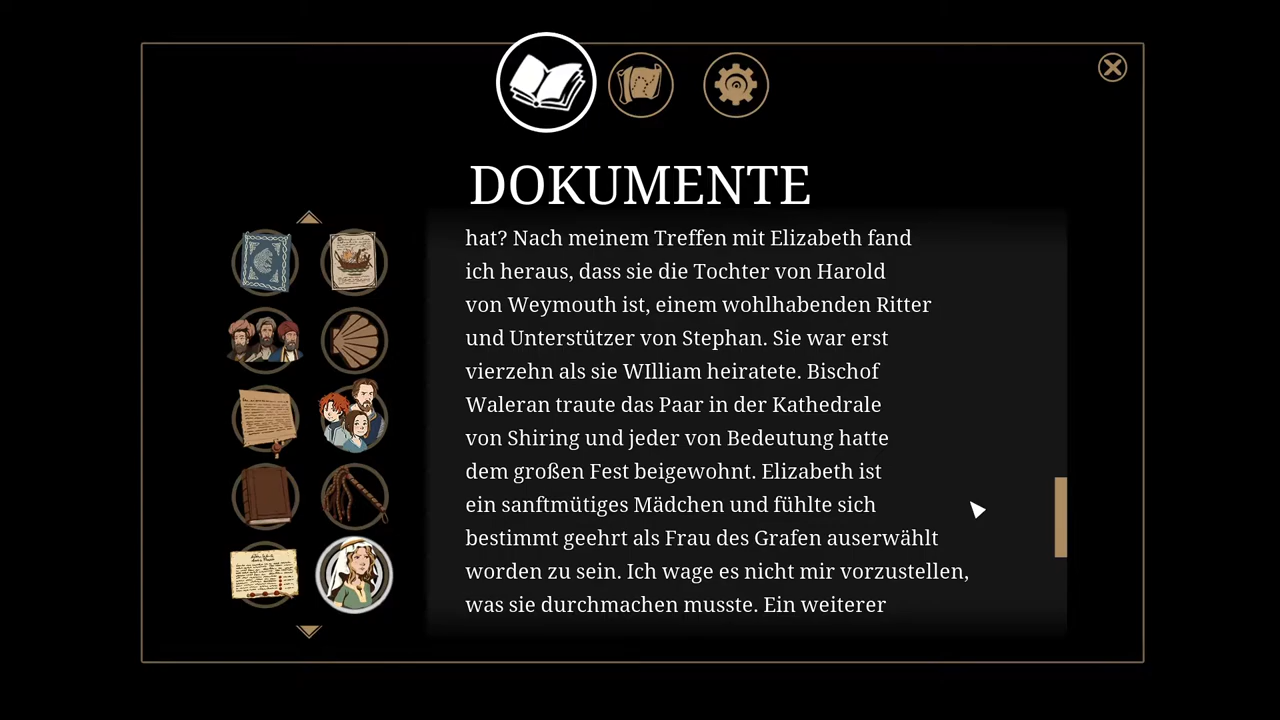 DOKUMENTE
hat? Nach meinem Treffen mit Elizabeth fand
ich heraus, dass sie die Tochter von Harold
von Weymouth ist, einem wohlhabenden Ritter
und Unterstützer von Stephan. Sie war erst
vierzehn als sie WIlliam heiratete. Bischof
Waleran traute das Paar in der Kathedrale
von Shiring und jeder von Bedeutung hatte
dem großen Fest beigewohnt. Elizabeth ist
ein sanftmütiges Mädchen und fühlte sich
bestimmt geehrt als Frau des Grafen auserwählt
worden zu sein. Ich wage es nicht mir vorzustellen,
was sie durchmachen musste. Ein weiterer